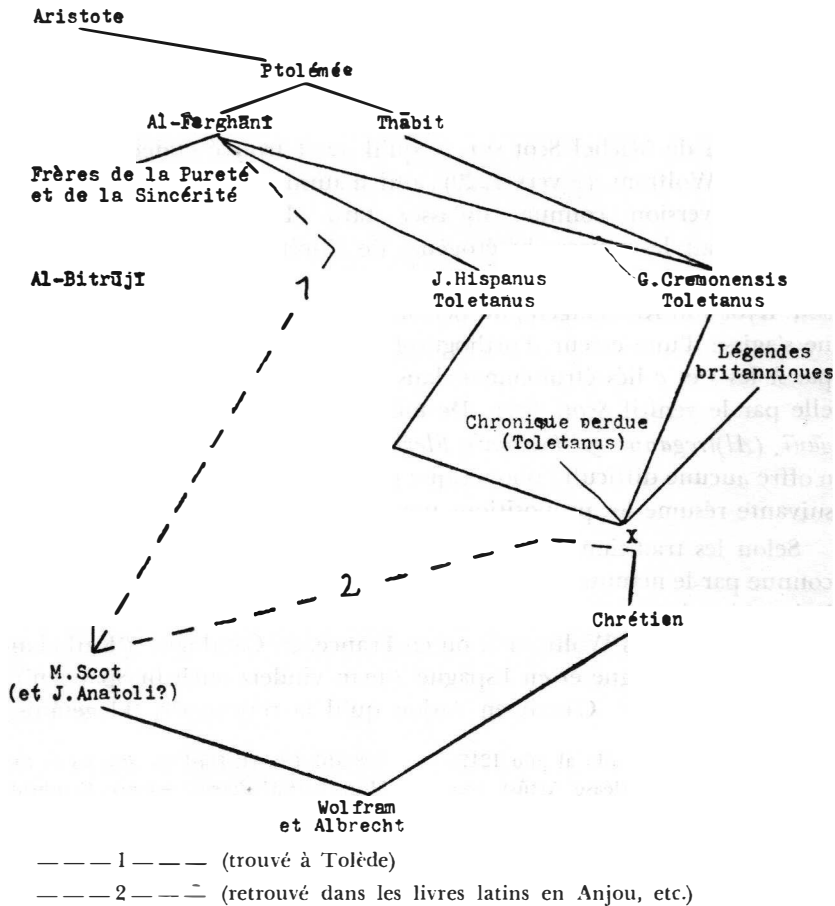 Aristote
Ptolémée
Al-Farghānī Thābit
Frères de la Pureté
et de la Sincérité
Al-Bitrūjī
1
J.Hispanus
Toletanus
G.Cremonensis
Toletanus
Légendes
britanniques
Chronique perdue
(Toletanus)
X
2
Chrétien
M.Scot
(et J.Anatoli?)
Wolfram
et Albrecht
— — — 1 — — — (trouvé à Tolède)
— — — 2 — — — (retrouvé dans les livres latins en Anjou, etc.)